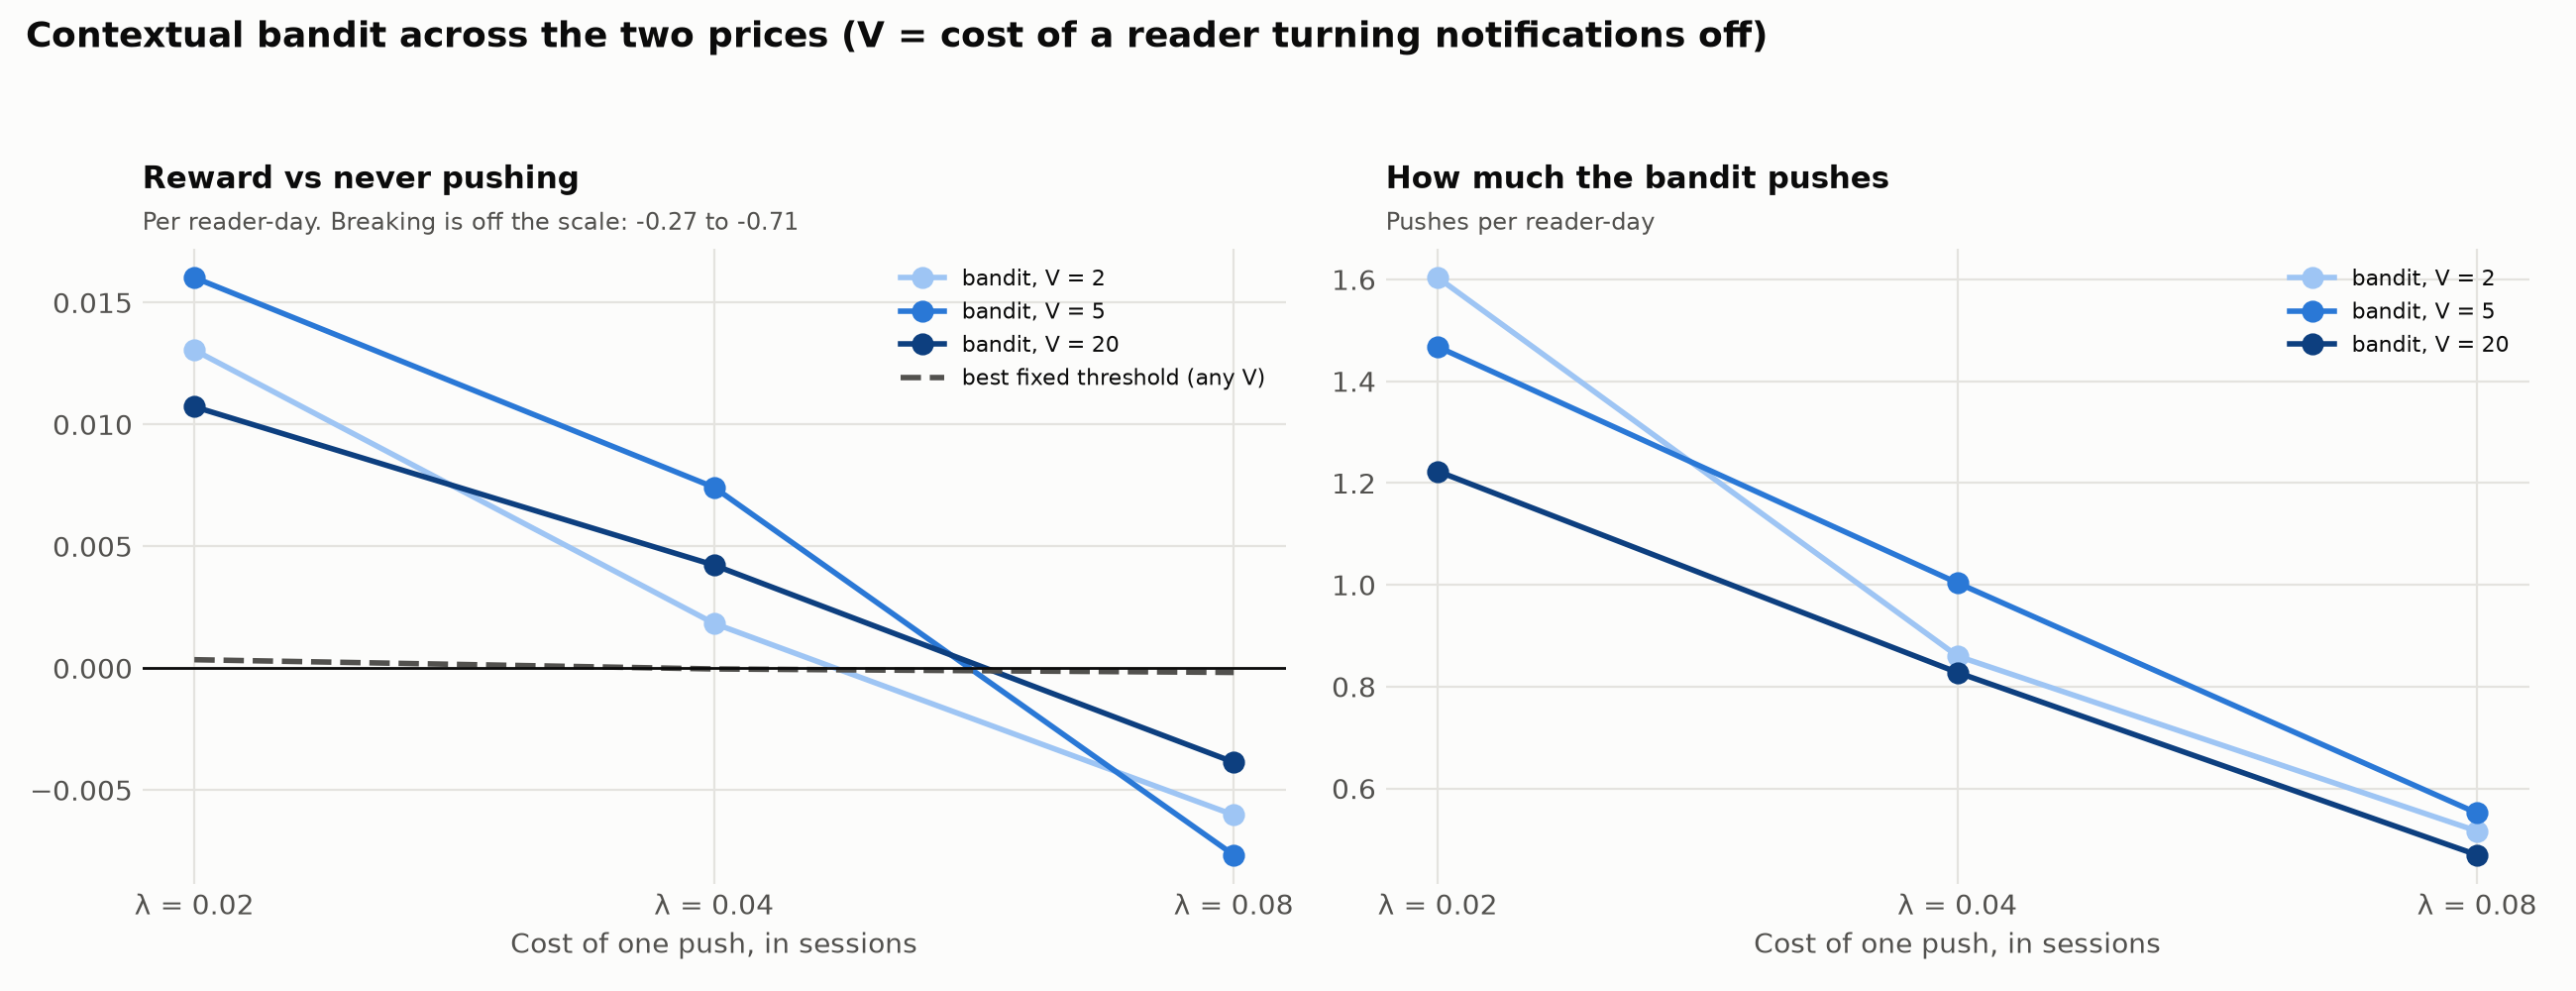 Contextual bandit across the two prices (V = cost of a reader turning notifications off)
Reward vs never pushing
Per reader-day. Breaking is off the scale: -0.27 to -0.71
bandit, V = 2
bandit, V = 5
bandit, V = 20
best fixed threshold (any V)
0.015
0.010
0.005
0.000
−0.005
λ = 0.02
λ = 0.04
λ = 0.08
Cost of one push, in sessions
How much the bandit pushes
Pushes per reader-day
bandit, V = 2
bandit, V = 5
bandit, V = 20
1.6
1.4
1.2
1.0
0.8
0.6
λ = 0.02
λ = 0.04
λ = 0.08
Cost of one push, in sessions